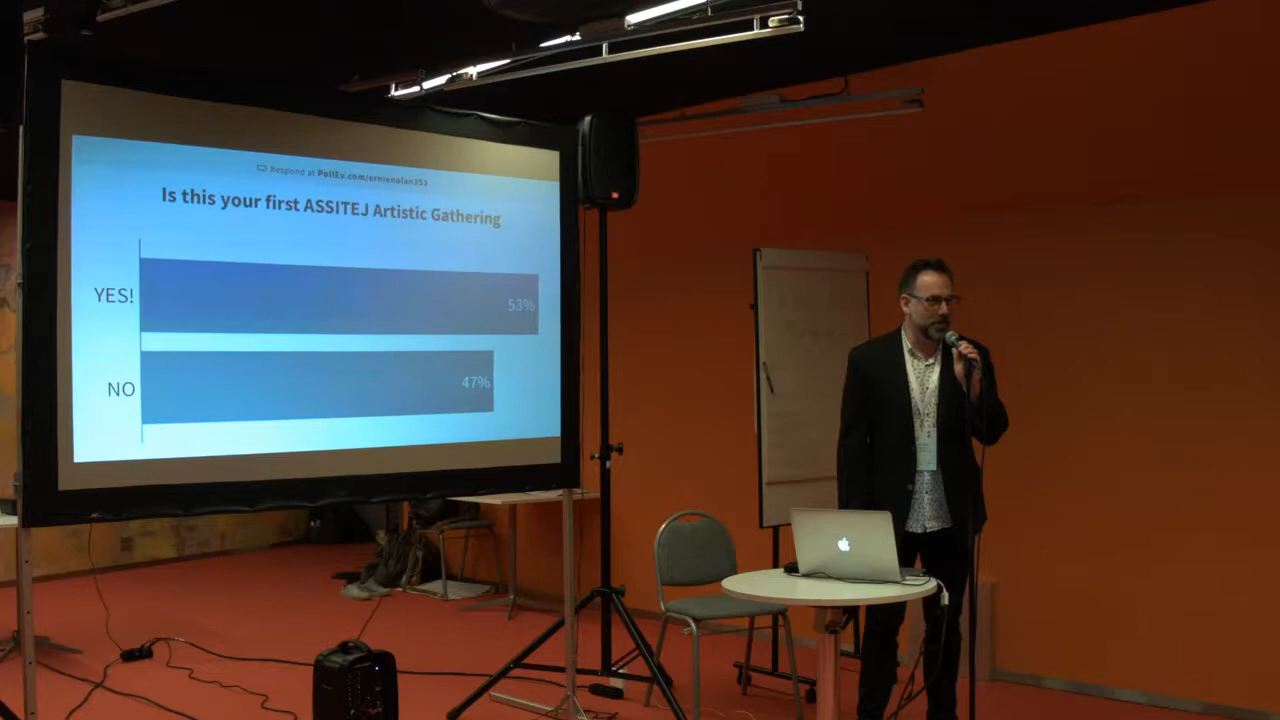 Respond at PollEv.com/ernienolan353
Is this your first ASSITEJ Artistic Gathering
YES!
53%
NO
47%